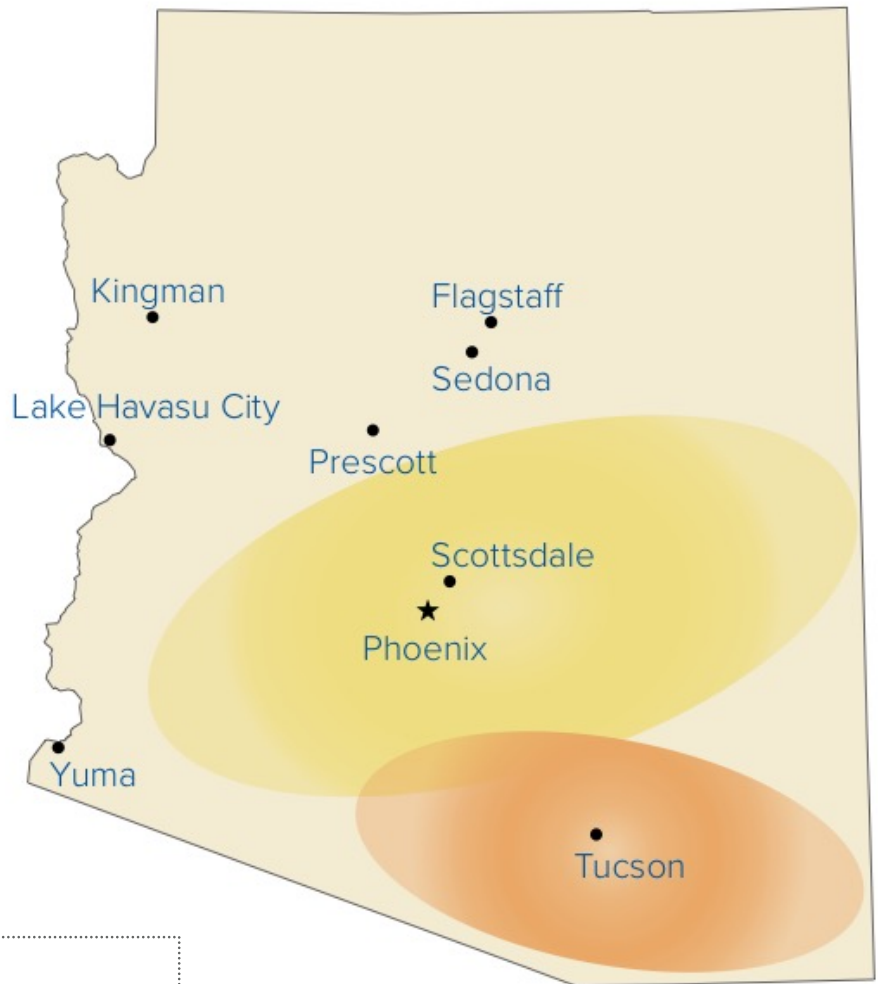 Kingman
Flagstaff
Sedona
Lake Havasu City
Prescott
Scottsdale
Phoenix
Yuma
Tucson